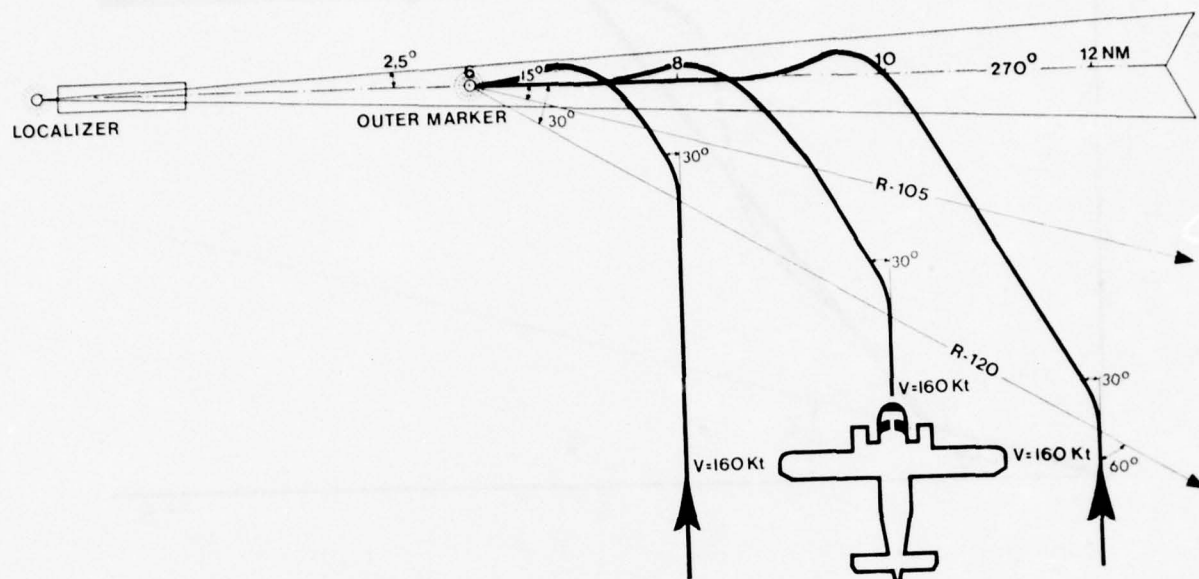 2,5°
6
15°
8
10
270°
12 NM
LOCALIZER
OUTER MARKER
30°
30°
R-105
30°
R-120
30°
V=160 Kt
V=160 Kt
V=160 Kt
60°